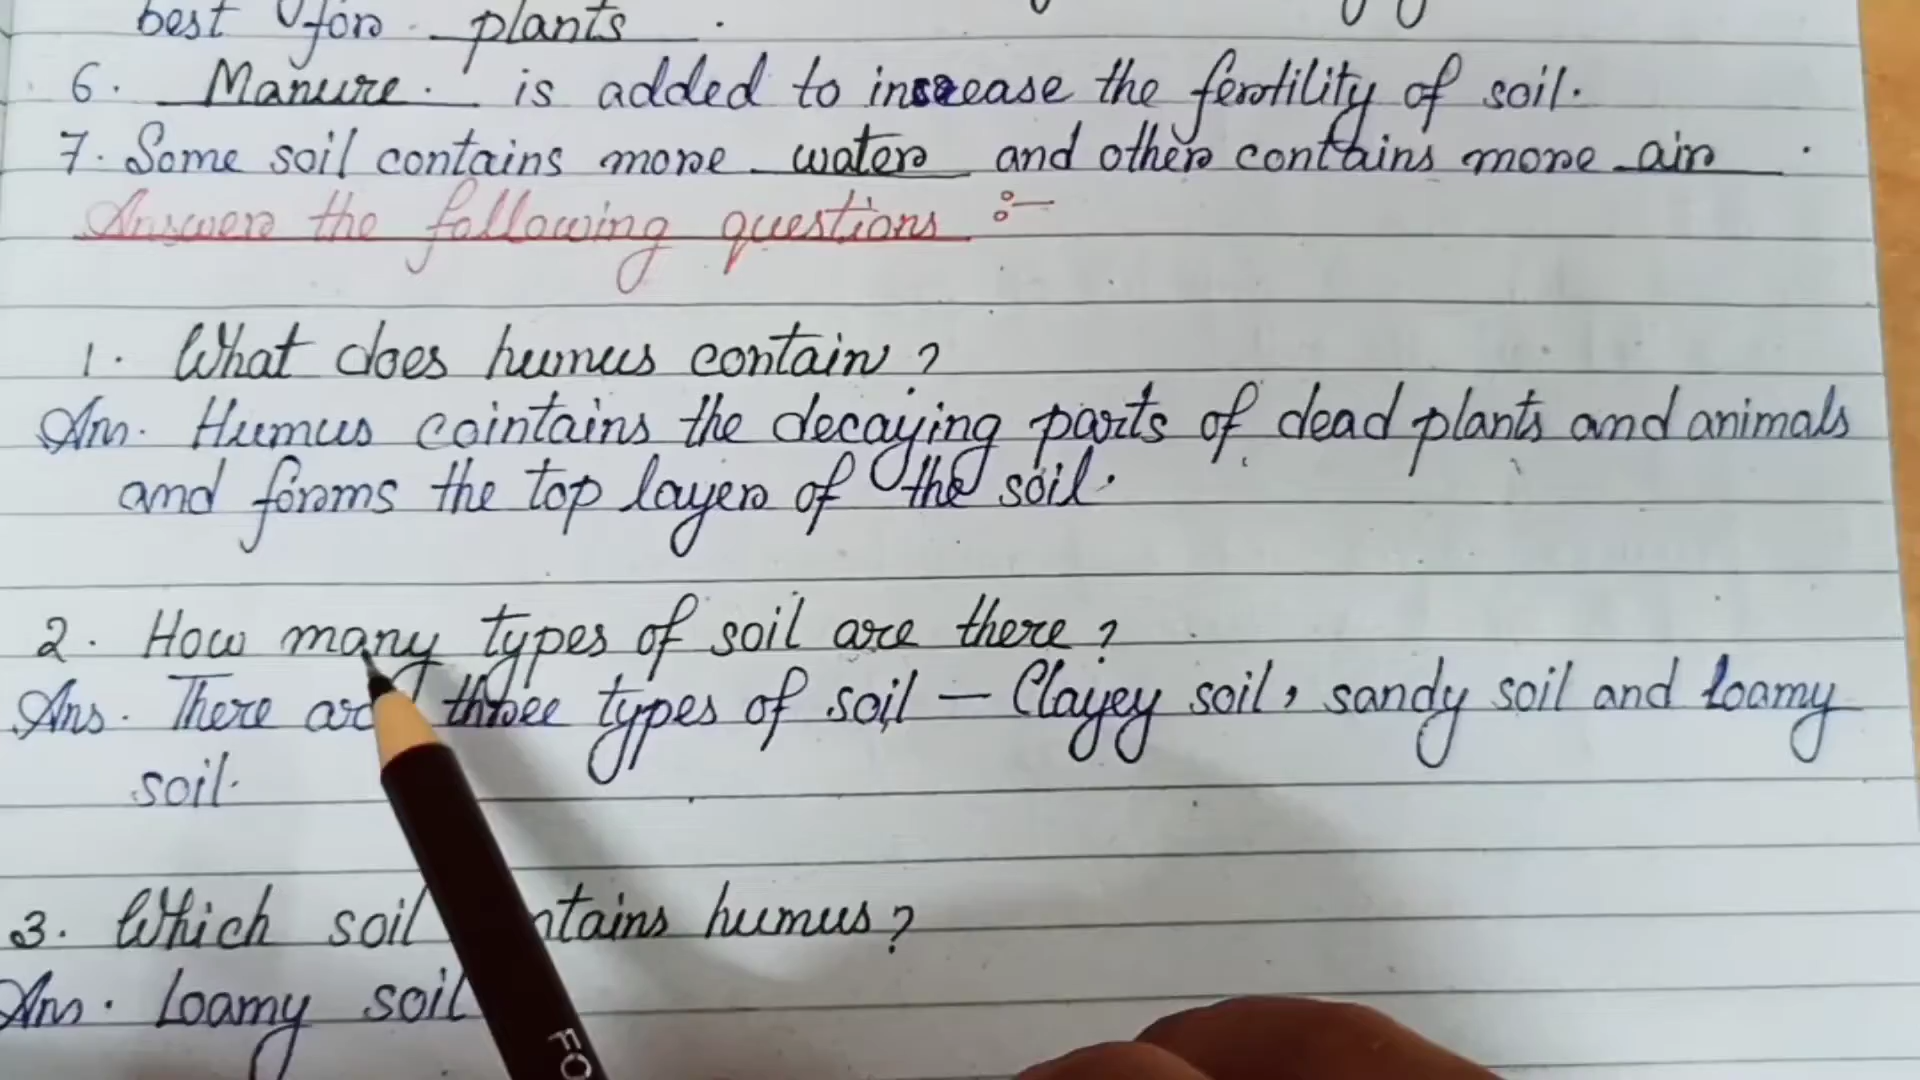 best for plants.
6. Manure. is added to increase the fertility of soil.
7. Some soil contains more water and other contains more air.
Answer the following questions :-
1. What does humus contain?
Ans. Humus cointains the decaying parts of dead plants and animals
and forms the top layer of the soil.
2. How many types of soil are there?
Ans. There are three types of soil – Clayey soil, sandy soil and loamy
soil.
3. Which soil ntains humus?
Ans. Loamy soil
FO